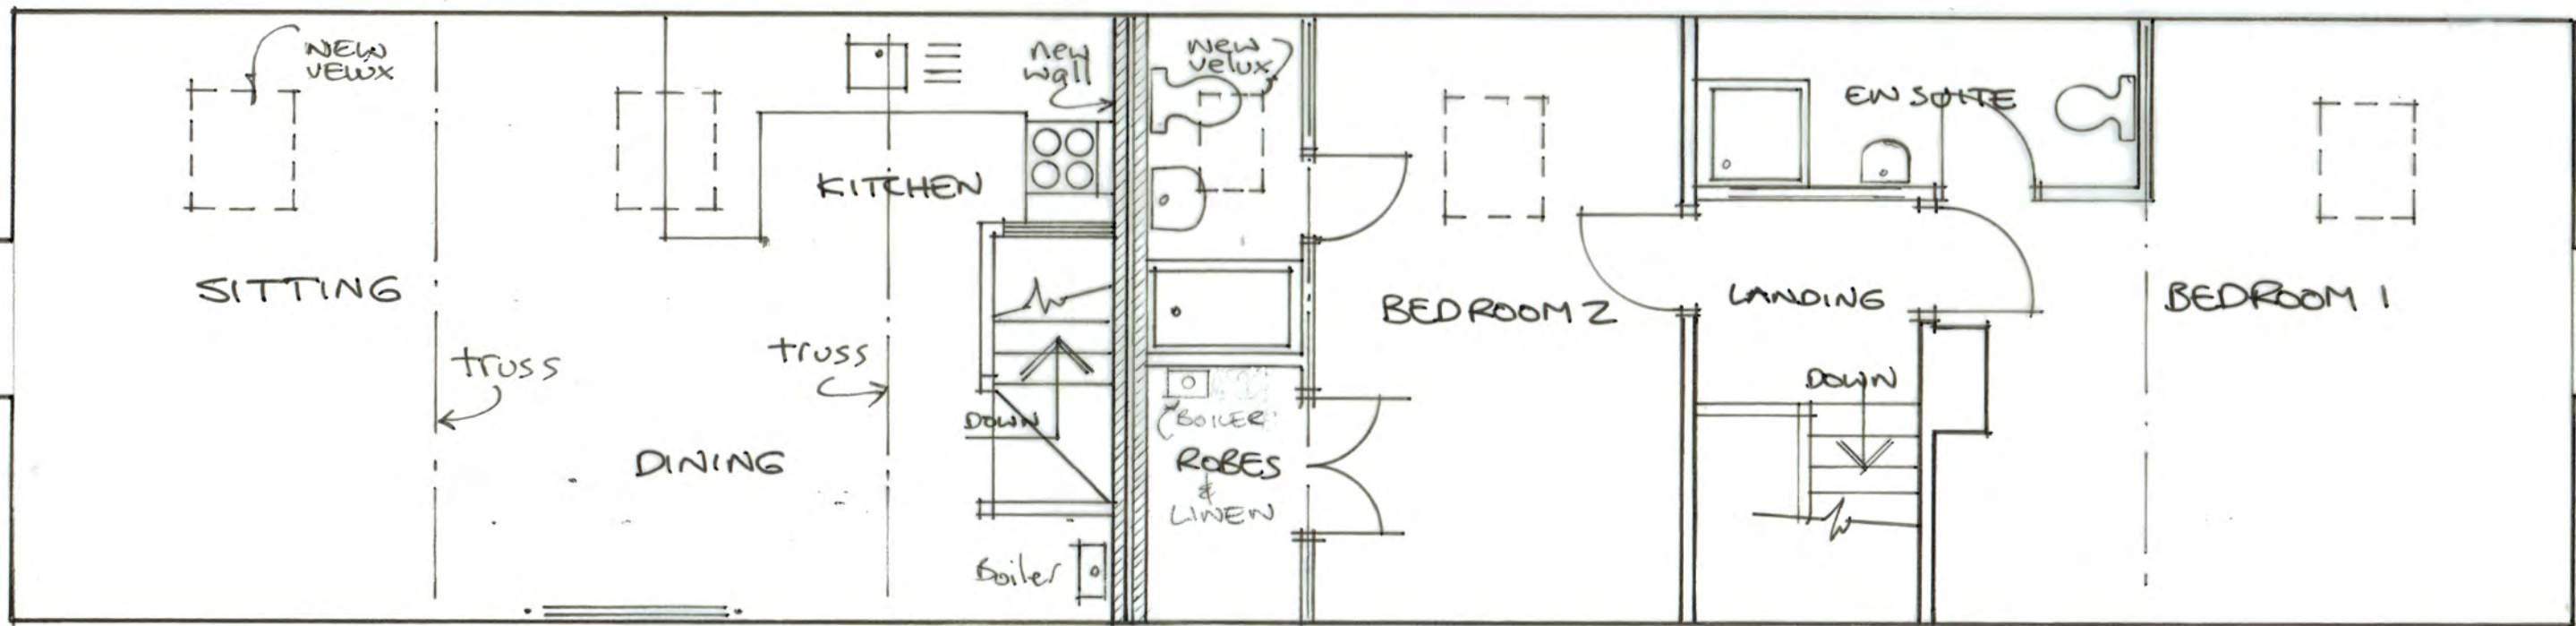 NEW
VELUX
new
wall
new
velux
EN SUITE
KITCHEN
SITTING
BEDROOM 2
LANDING
BEDROOM 1
truss
truss
DOWN
DOWN
BOILER
DINING
ROBES
&
LINEN
Boiler